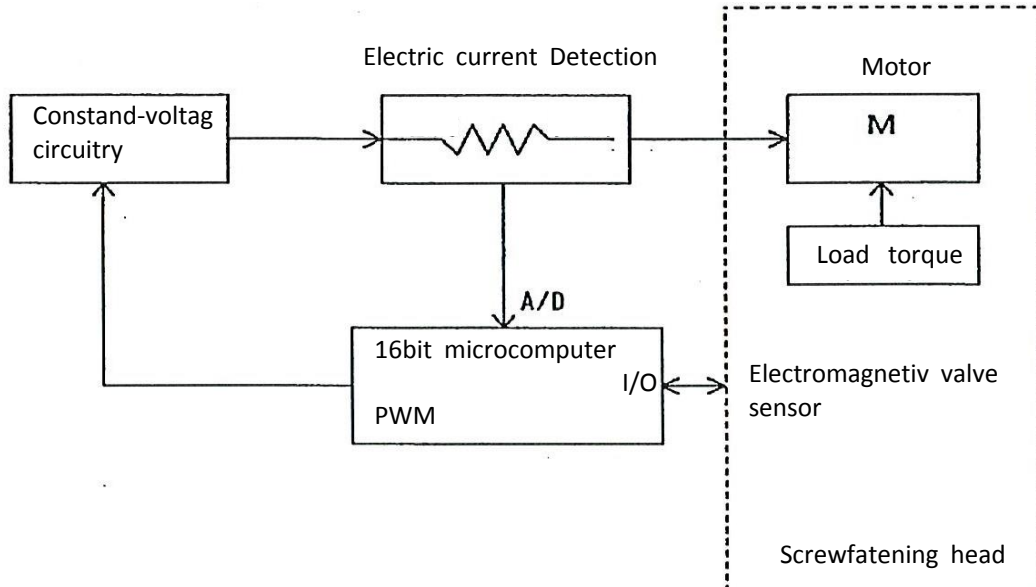 Electric current Detection
Motor
Constand-voltag
circuitry
M
Load torque
A/D
16bit microcomputer
I/O
PWM
Electromagnetiv valve
sensor
Screwfatening head